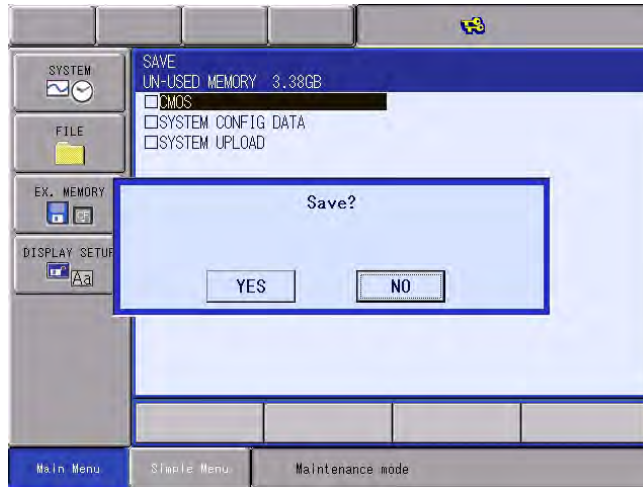 SYSTEM
FILE
EX. MEMORY
DISPLAY SETUP
Aa
SAVE
UN-USED MEMORY 3.38GB
CMOS
SYSTEM CONFIG DATA
SYSTEM UPLOAD
Save?
YES
NO
Main Menu
Simple Menu
Maintenance mode